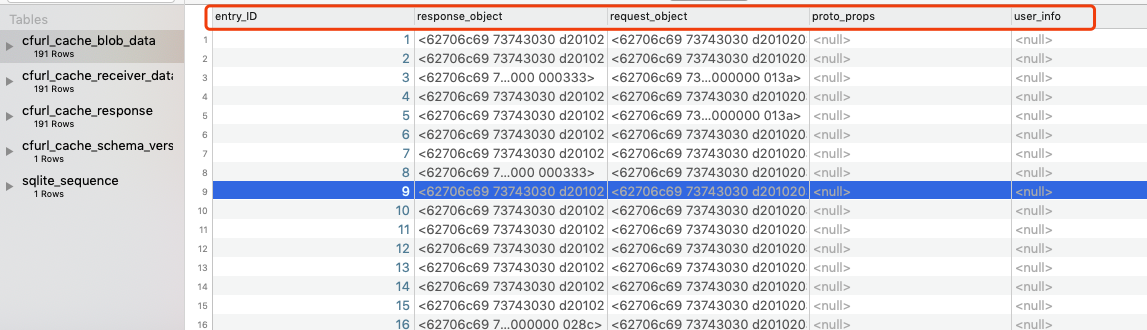 Tables
cfurl_cache_blob_data
191 Rows
cfurl_cache_receiver_data
191 Rows
cfurl_cache_response
191 Rows
cfurl_cache_schema_vers
1 Rows
sqlite_sequence
1 Rows
entry_ID response_object request_object proto_props user_info
1 1 <62706c69 73743030 d20102 <62706c69 73743030 d201020 <null> <null>
2 2 <62706c69 73743030 d20102 <62706c69 73743030 d201020 <null> <null>
3 3 <62706c69 7...000 000333> <62706c69 73...000000 013a> <null> <null>
4 4 <62706c69 73743030 d20102 <62706c69 73743030 d201020 <null> <null>
5 5 <62706c69 73743030 d20102 <62706c69 73...000000 013a> <null> <null>
6 6 <62706c69 73743030 d20102 <62706c69 73743030 d201020 <null> <null>
7 7 <62706c69 73743030 d20102 <62706c69 73743030 d201020 <null> <null>
8 8 <62706c69 7...000 000333> <62706c69 73743030 d201020 <null> <null>
9 9 <62706c69 73743030 d20102 <62706c69 73743030 d201020 <null> <null>
10 10 <62706c69 73743030 d20102 <62706c69 73743030 d201020 <null> <null>
11 11 <62706c69 73743030 d20102 <62706c69 73743030 d201020 <null> <null>
12 12 <62706c69 73743030 d20102 <62706c69 73743030 d201020 <null> <null>
13 13 <62706c69 73743030 d20102 <62706c69 73743030 d201020 <null> <null>
14 14 <62706c69 73743030 d20102 <62706c69 73743030 d201020 <null> <null>
15 15 <62706c69 73743030 d20102 <62706c69 73743030 d201020 <null> <null>
16 16 <62706c69 7...000000 028c> <62706c69 73743030 d201020 <null> <null>